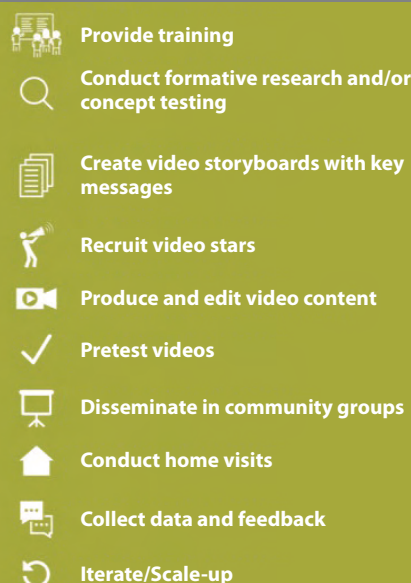 Provide training
Conduct formative research and/or
concept testing
Create video storyboards with key
messages
Recruit video stars
Produce and edit video content
Pretest videos
Disseminate in community groups
Conduct home visits
Collect data and feedback
Iterate/Scale-up